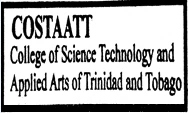 COSTAATT
College of Science Technology and
Applied Arts of Trinidad and Tobago